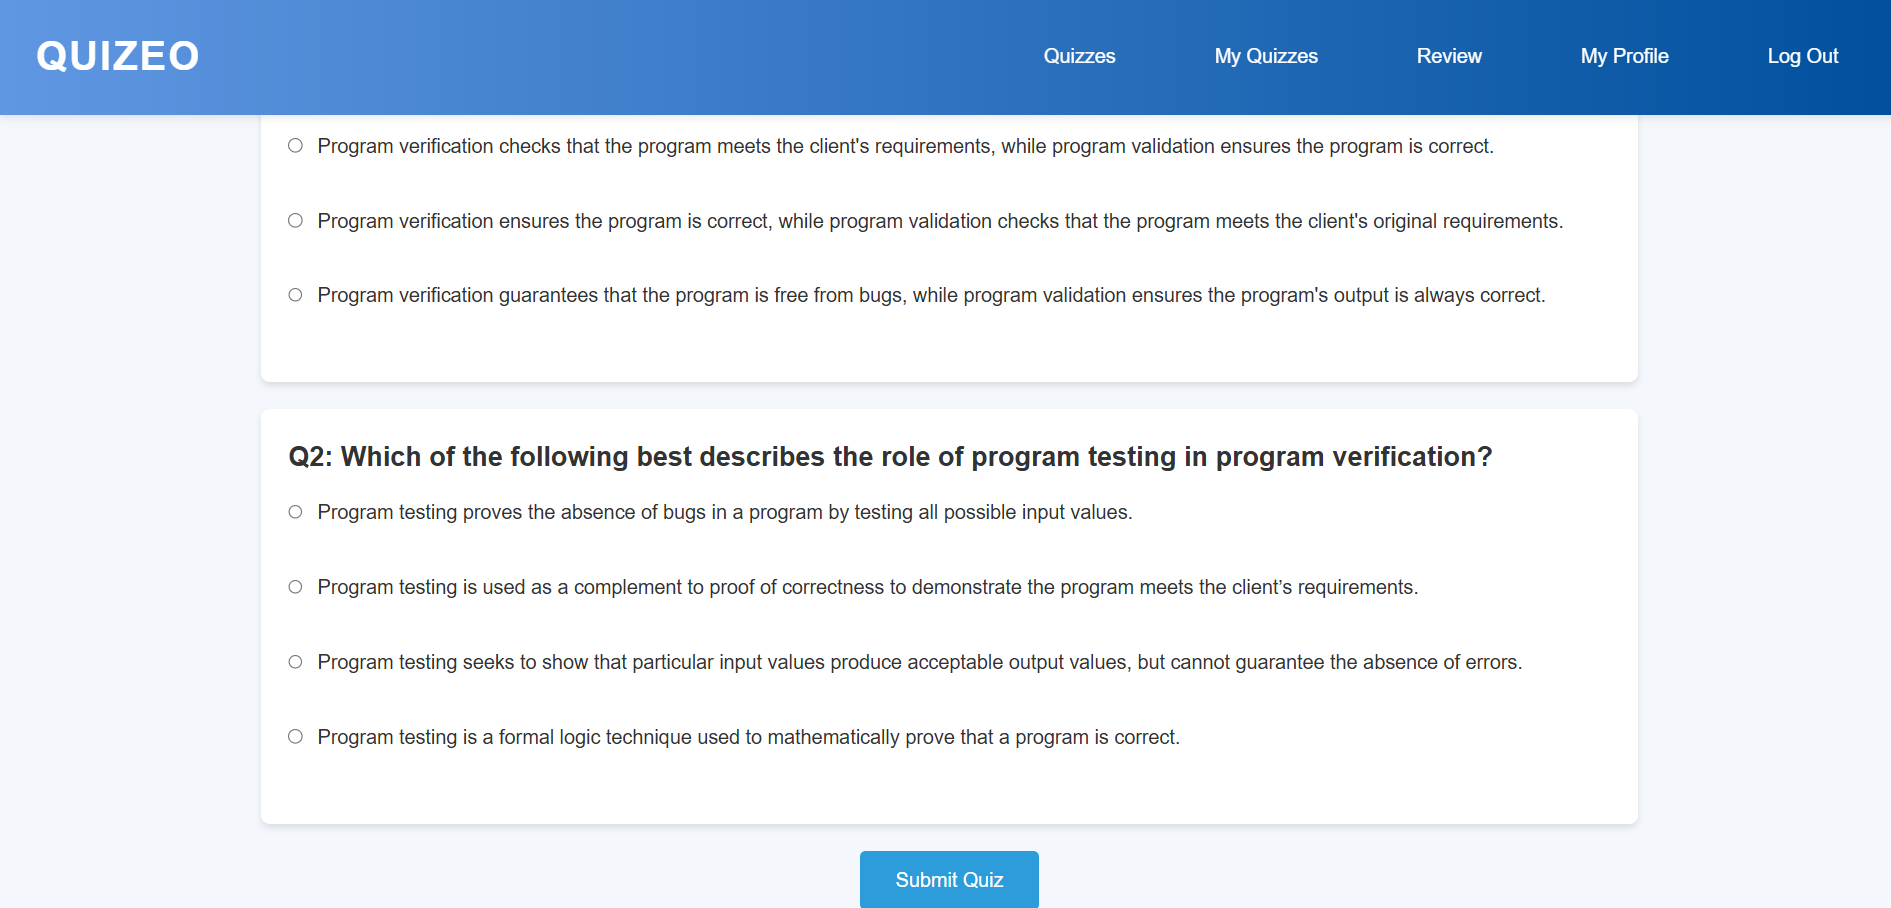 QUIZEO
Quizzes
My Quizzes
Review
My Profile
Log Out
Program verification checks that the program meets the client's requirements, while program validation ensures the program is correct.
Program verification ensures the program is correct, while program validation checks that the program meets the client's original requirements.
Program verification guarantees that the program is free from bugs, while program validation ensures the program's output is always correct.
Q2: Which of the following best describes the role of program testing in program verification?
Program testing proves the absence of bugs in a program by testing all possible input values.
Program testing is used as a complement to proof of correctness to demonstrate the program meets the client’s requirements.
Program testing seeks to show that particular input values produce acceptable output values, but cannot guarantee the absence of errors.
Program testing is a formal logic technique used to mathematically prove that a program is correct.
Submit Quiz